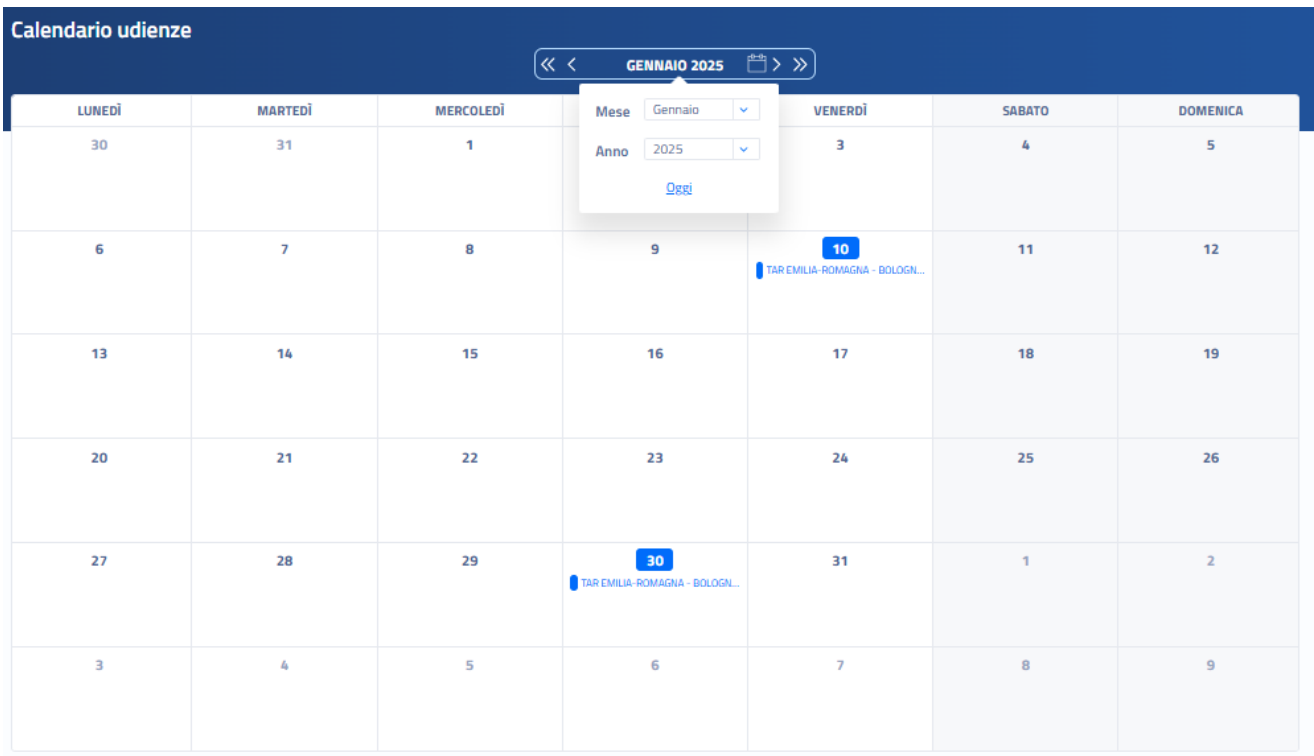 Calendario udienze
GENNAIO 2025
LUNEDÌ MARTEDÌ MERCOLEDÌ VENERDÌ SABATO DOMENICA
Mese Gennaio
Anno 2025
Oggi
30 31 1 3 4 5
6 7 8 9 10 11 12
TAR EMILIA-ROMAGNA - BOLOGN...
13 14 15 16 17 18 19
20 21 22 23 24 25 26
27 28 29 30 31 1 2
TAR EMILIA-ROMAGNA - BOLOGN...
3 4 5 6 7 8 9